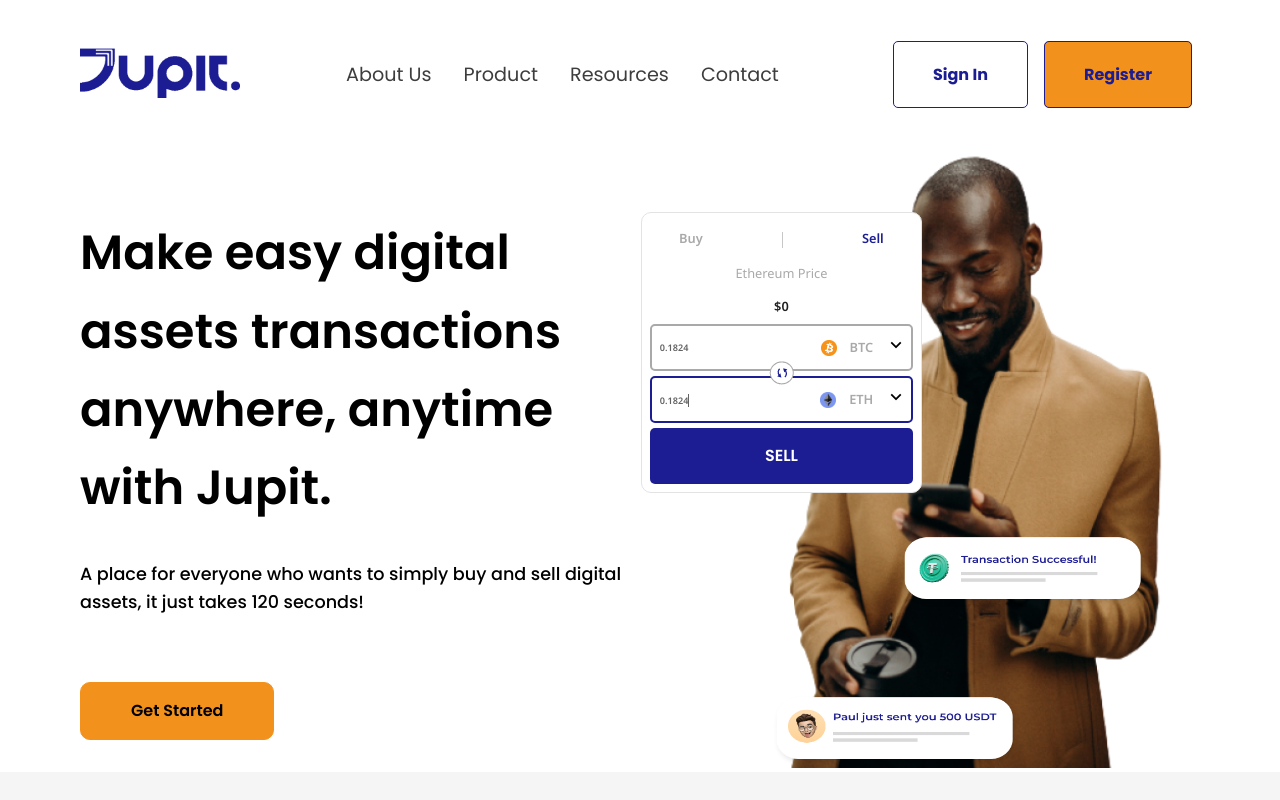 Jupit.
About Us
Product
Resources
Contact
Sign In
Register
Make easy digital
assets transactions
anywhere, anytime
with Jupit.
A place for everyone who wants to simply buy and sell digital
assets, it just takes 120 seconds!
Get Started
Buy
Sell
Ethereum Price
$0
0.1824
BTC
0.1824
ETH
SELL
Transaction Successful!
Paul just sent you 500 USDT